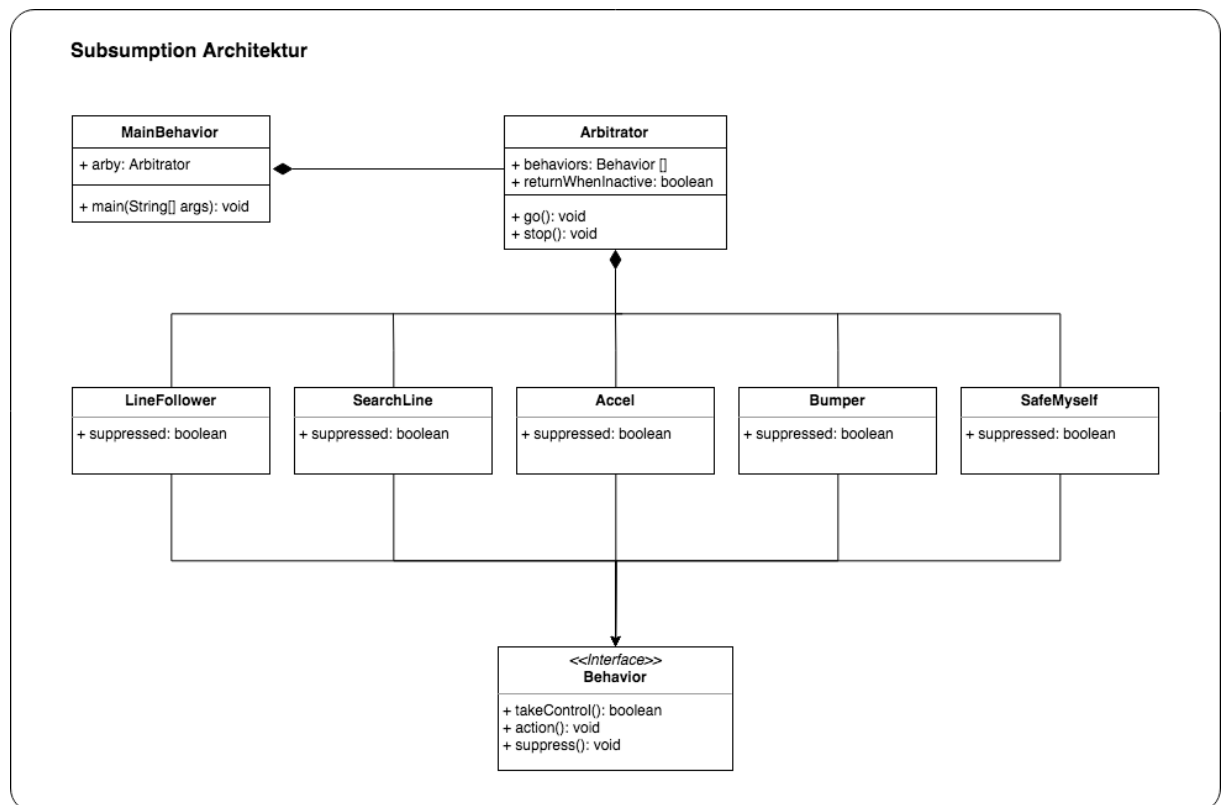 Subsumption Architektur
MainBehavior
+ arby: Arbitrator
+ main(String[] args): void
Arbitrator
+ behaviors: Behavior []
+ returnWhenInactive: boolean
+ go(): void
+ stop(): void
LineFollower
+ suppressed: boolean
SearchLine
+ suppressed: boolean
Accel
+ suppressed: boolean
Bumper
+ suppressed: boolean
SafeMyself
+ suppressed: boolean
<<Interface>>
Behavior
+ takeControl(): boolean
+ action(): void
+ suppress(): void